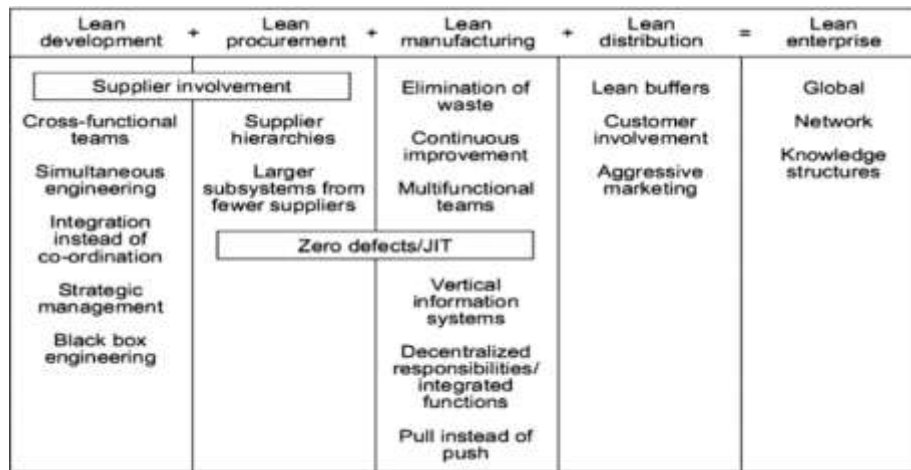 Lean development + Lean procurement + Lean manufacturing + Lean distribution = Lean enterprise
Supplier involvement
Cross-functional
teams
Simultaneous
engineering
Integration
instead of
co-ordination
Strategic
management
Black box
engineering
Supplier
hierarchies
Larger
subsystems from
fewer suppliers
Zero defects/JIT
Elimination of
waste
Continuous
improvement
Multifunctional
teams
Vertical
information
systems
Decentralized
responsibilities/
integrated
functions
Pull instead of
push
Lean buffers
Customer
involvement
Aggressive
marketing
Global
Network
Knowledge
structures